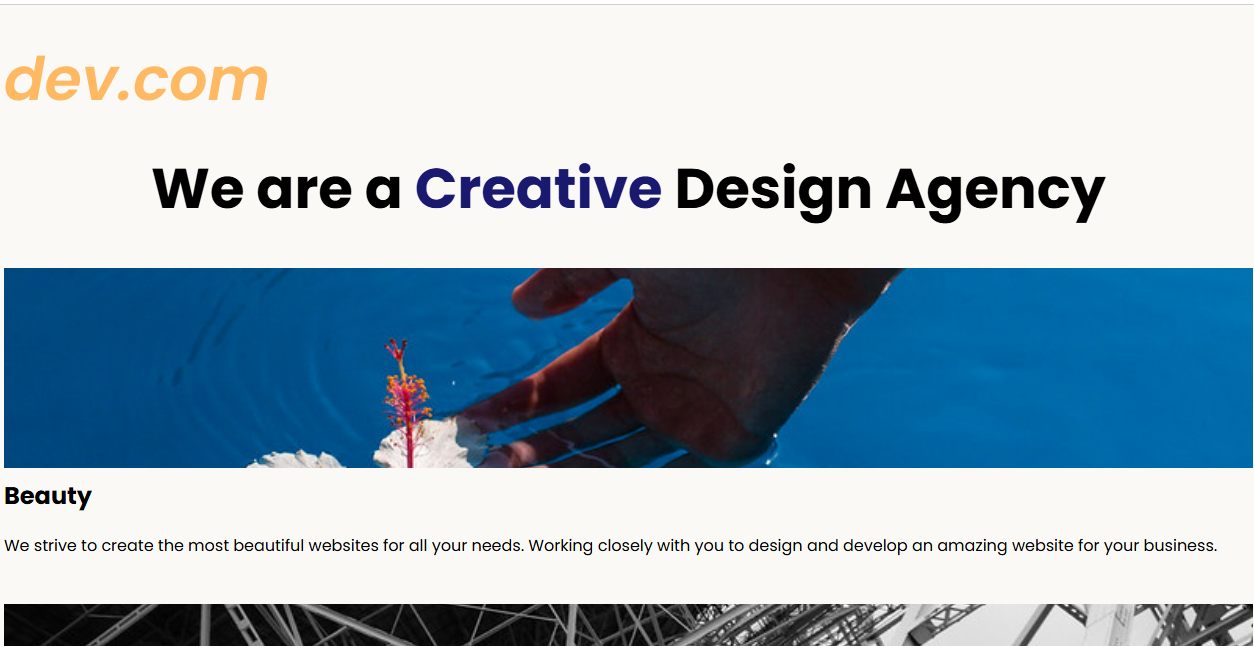 dev.com
We are a Creative Design Agency
Beauty
We strive to create the most beautiful websites for all your needs. Working closely with you to design and develop an amazing website for your business.